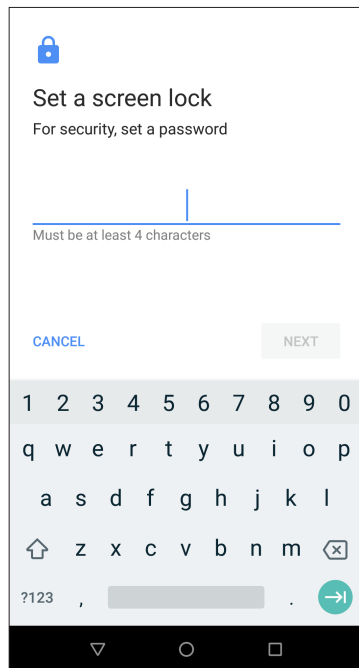 Set a screen lock
For security, set a password
Must be at least 4 characters
CANCEL NEXT
1 2 3 4 5 6 7 8 9 0
q w e r t y u i o p
a s d f g h j k l
z x c v b n m
?123 , .